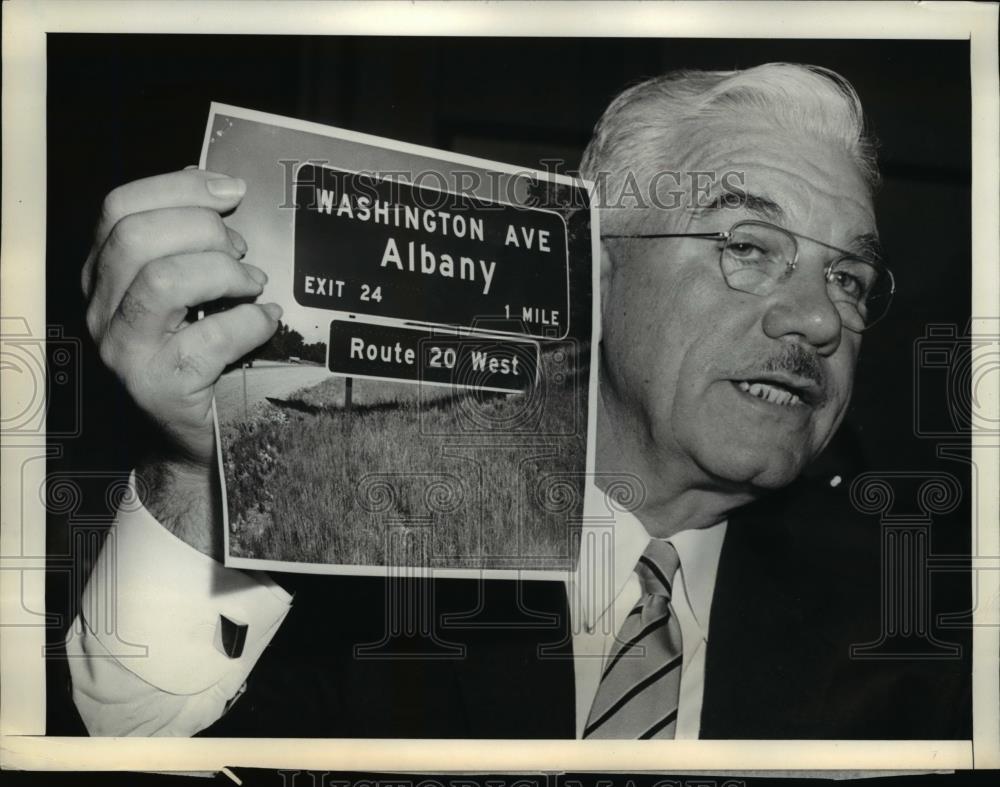 WASHINGTON AVE
Albany
EXIT 24 1 MILE
Route 20 West
HISTORIC IMAGES